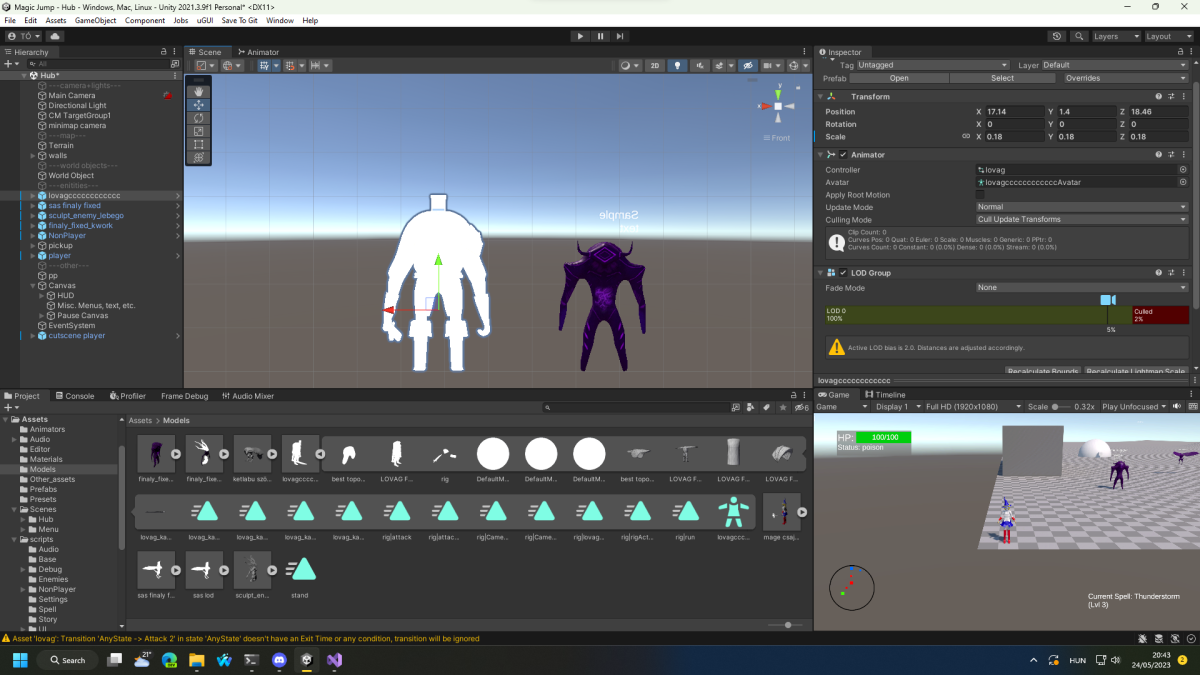 Magic Jump - Hub - Windows, Mac, Linux - Unity 2021.3.9f1 Personal* <DX11>
File Edit Assets GameObject Component Jobs uGUI Save To Git Window Help
TÖ Layers Layout
Hierarchy
All
Hub*
---camera+lights---
Main Camera
Directional Light
CM TargetGroup1
minimap camera
---map---
Terrain
walls
---world objects---
World Object
---enitities---
lovagcccccccccccc
sas finaly fixed
sculpt_enemy_lebego
finaly_fixed_kwork
NonPlayer
pickup
player
---other---
pp
Canvas
HUD
Misc. Menus, text, etc.
Pause Canvas
EventSystem
cutscene player
Scene Animator
2D
y
x
Front
Sample
Inspector
Tag Untagged Layer Default
Prefab Open Select Overrides
Transform
Position X 17.14 Y 1.4 Z 18.46
Rotation X 0 Y 0 Z 0
Scale X 0.18 Y 0.18 Z 0.18
Animator
Controller lovag
Avatar lovagccccccccccccAvatar
Apply Root Motion
Update Mode Normal
Culling Mode Cull Update Transforms
Clip Count: 0
Curves Pos: 0 Quat: 0 Euler: 0 Scale: 0 Muscles: 0 Generic: 0 PPtr: 0
Curves Count: 0 Constant: 0 (0.0%) Dense: 0 (0.0%) Stream: 0 (0.0%)
LOD Group
Fade Mode None
LOD 0
100%
Culled
2%
5%
Active LOD bias is 2.0. Distances are adjusted accordingly.
Recalculate Bounds Recalculate Lightmap Scale
lovagcccccccccccc
Project Console Profiler Frame Debug Audio Mixer
6
Assets
Animators
Audio
Editor
Materials
Models
Other_assets
Prefabs
Presets
Scenes
Hub
Menu
scripts
Audio
Base
Debug
Enemies
NonPlayer
Settings
Spell
Story
UI
Assets > Models
finaly_fixe... finaly_fixe... ketlabu szö... lovagcccc... best topo... LOVAG F... rig DefaultM... DefaultM... DefaultM... best topo... LOVAG F... LOVAG F... LOVAG F...
lovag_ka... lovag_ka... lovag_ka... lovag_ka... lovag_ka... rig|attack rig|attac... rig|Came... rig|Came... rig|lovag... rig|rigAct... rig|run lovagccc... mage csaj...
sas finaly f... sas lod sculpt_en... stand
Game Timeline
Game Display 1 Full HD (1920x1080) Scale 0.32x Play Unfocused
HP: 100/100
Status: poison
Current Spell: Thunderstorm
(Lvl 3)
Asset 'lovag': Transition 'AnyState -> Attack 2' in state 'AnyState' doesn't have an Exit Time or any condition, transition will be ignored
Search
21°
HUN
20:43
24/05/2023
2